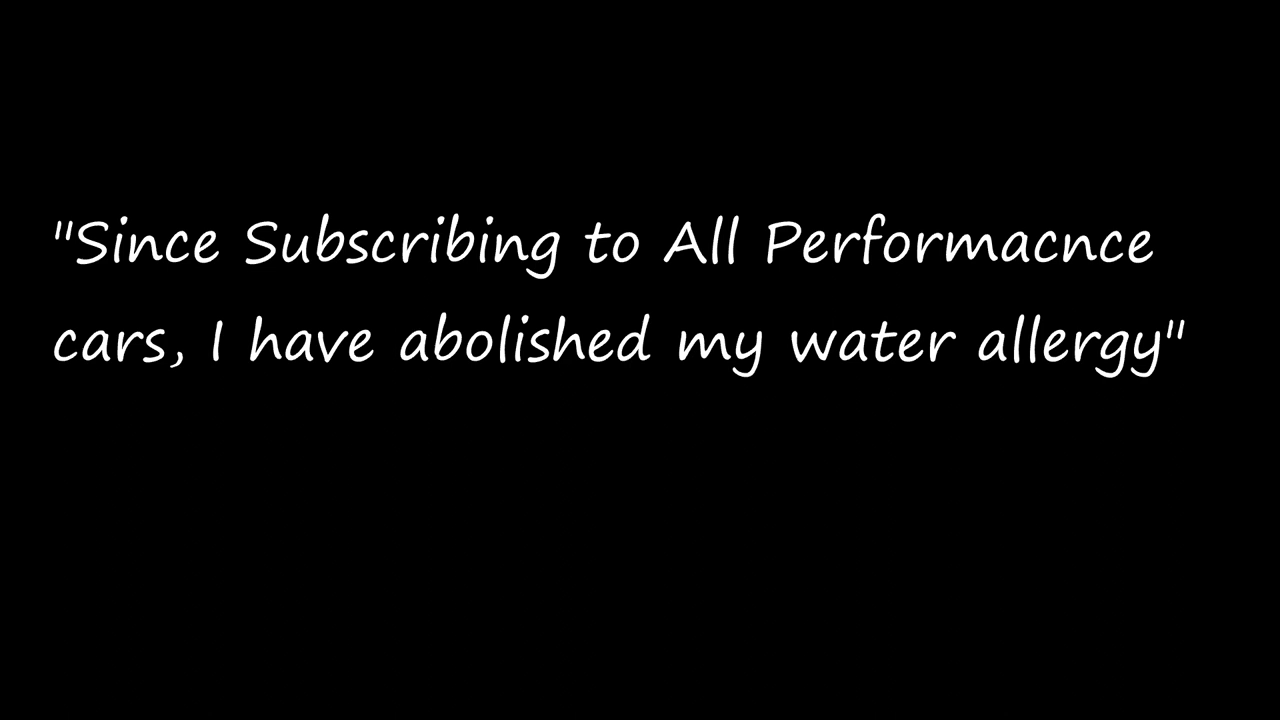 "Since Subscribing to All Performacnce
cars, I have abolished my water allergy"